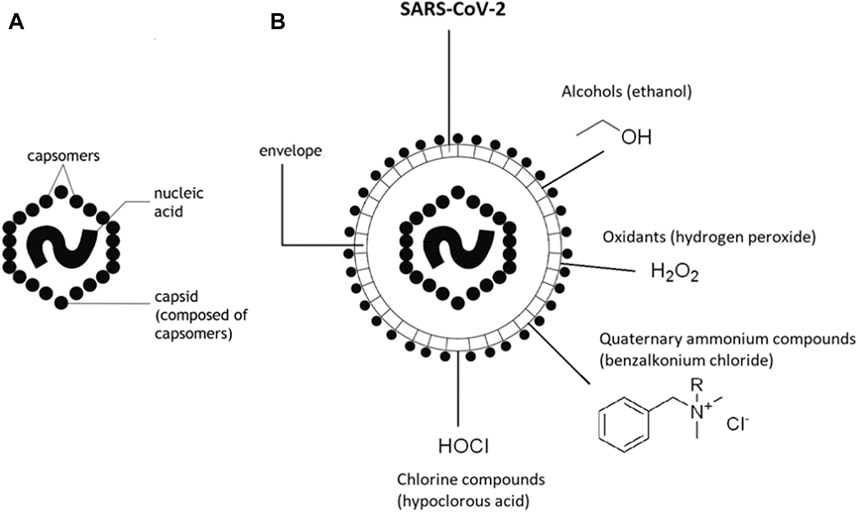 A
B
SARS-CoV-2
capsomers
nucleic
acid
capsid
(composed of
capsomers)
envelope
Alcohols (ethanol)
OH
Oxidants (hydrogen peroxide)
H₂O₂
Quaternary ammonium compounds
(benzalkonium chloride)
R
N⁺
Cl⁻
HOCl
Chlorine compounds
(hypoclorous acid)